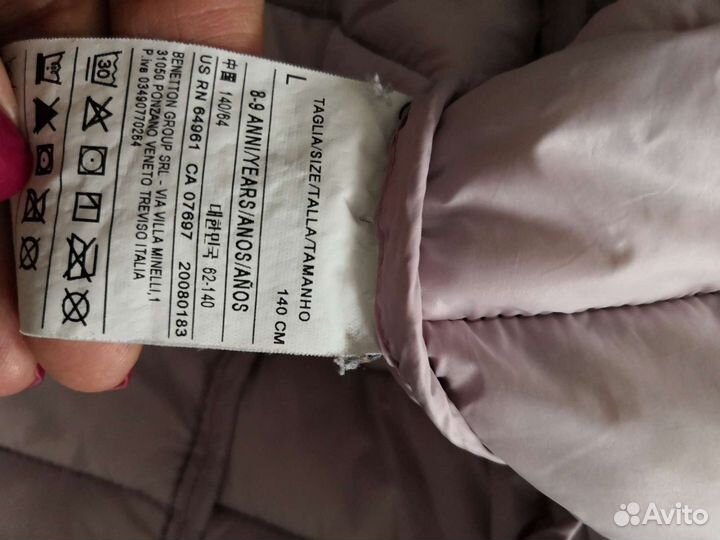 TAGLIA/SIZE/TALLA/TAMANHO
L 140 CM
8-9 ANNI/YEARS/ANOS/AÑOS
中国 140/64 대한민국 62-140
US RN 64961 CA 07697 20080183
BENETTON GROUP SRL - VIA VILLA MINELLI,1
31050 PONZANO VENETO TREVISO ITALIA
P.iva 03490770264
30
Avito